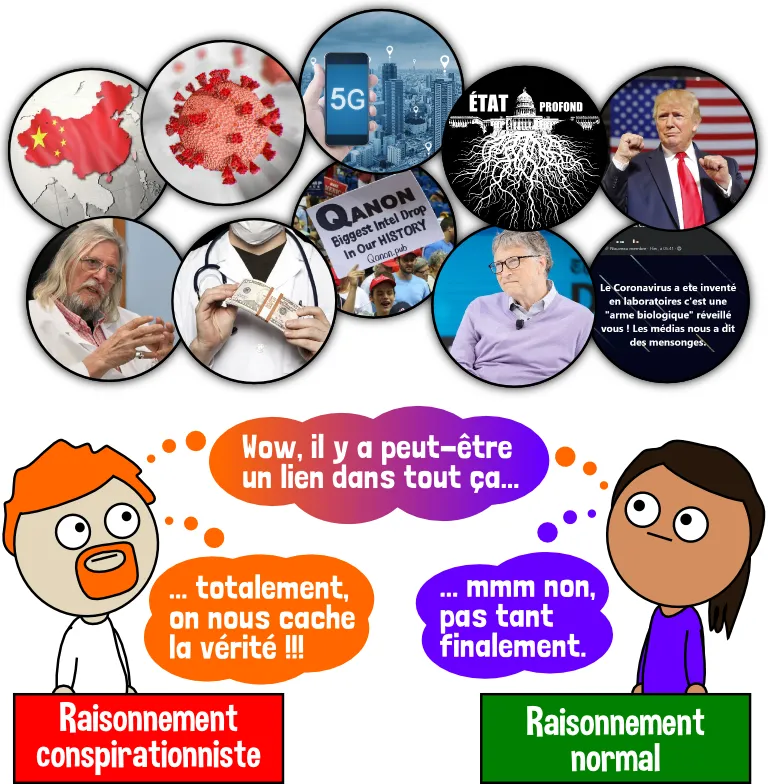 5G
ÉTAT PROFOND
QANON
Biggest Intel Drop
In Our HISTORY
Qanon.pub
Le Coronavirus a ete inventé
en laboratoires c'est une
"arme biologique" réveillé
vous ! Les médias nous a dit
des mensonges.
Wow, il y a peut-être
un lien dans tout ça...
... totalement,
on nous cache
la vérité !!!
... mmm non,
pas tant
finalement.
Raisonnement
conspirationniste
Raisonnement
normal